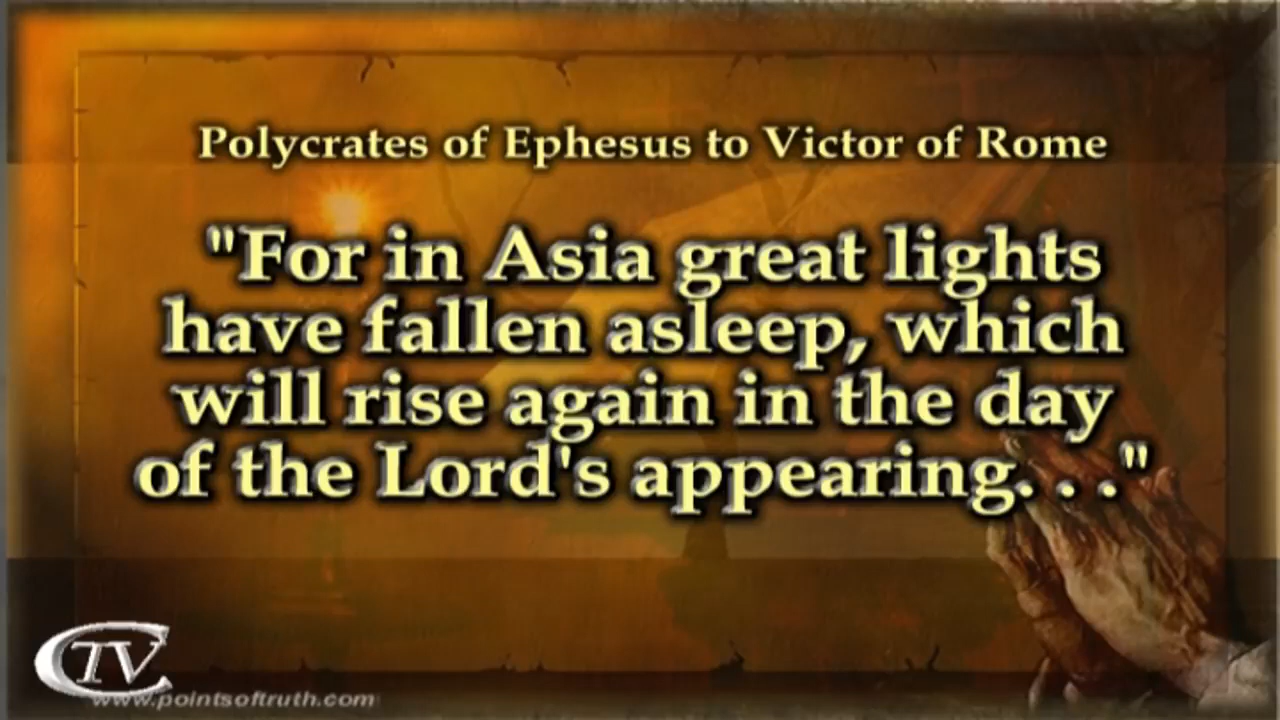 Polycrates of Ephesus to Victor of Rome
"For in Asia great lights
have fallen asleep, which
will rise again in the day
of the Lord's appearing. . ."
CTV
www.pointsoftruth.com